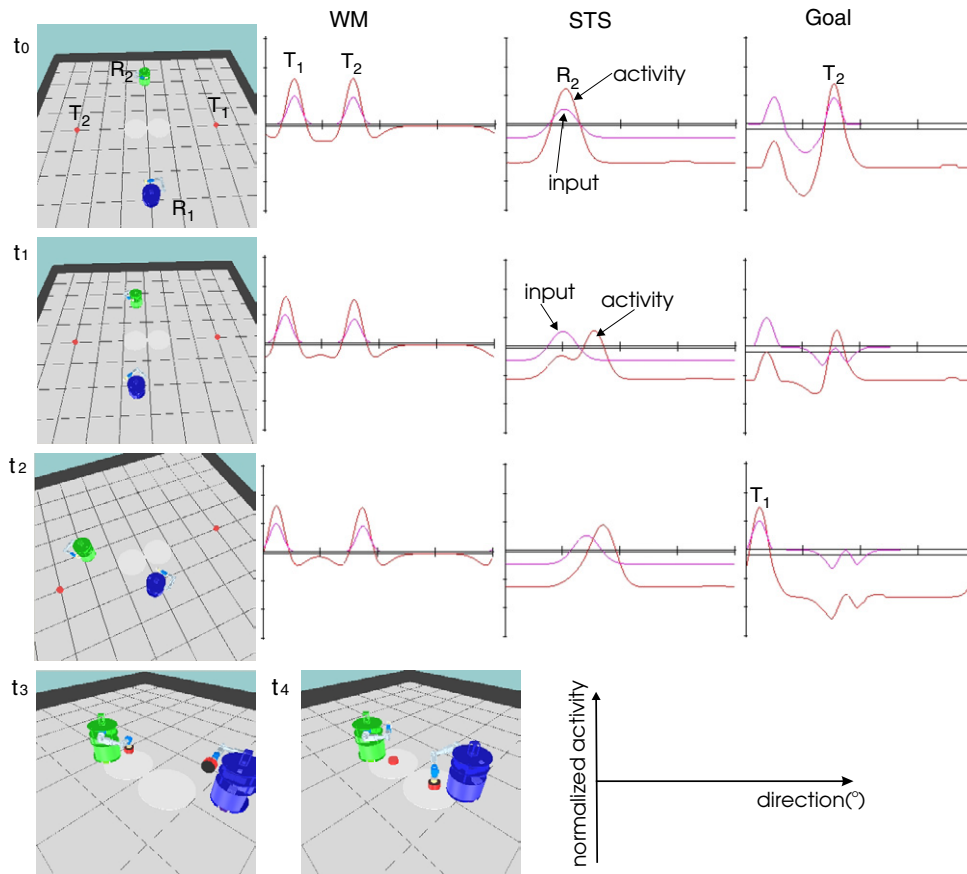 WM STS Goal
t0
R2
T2
T1
R1
T1 T2
R2
activity
input
T2
t1
input
activity
t2
T1
t3
t4
normalized activity
direction(°)